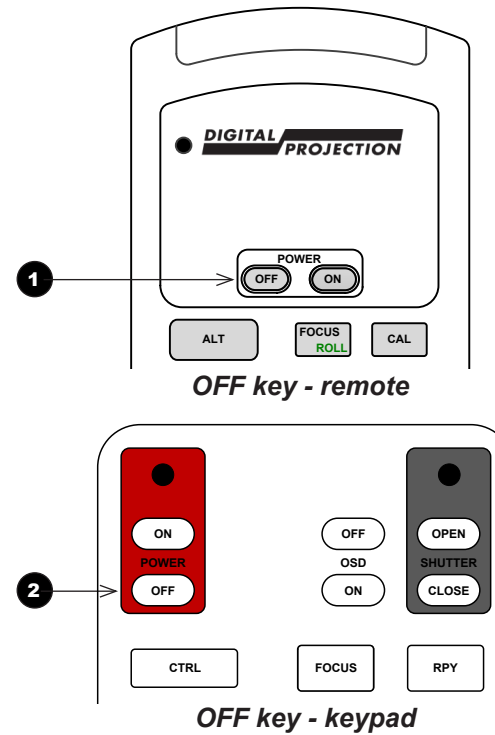 DIGITAL
PROJECTION
POWER
1
OFF ON
ALT FOCUS CAL
ROLL
OFF key - remote
ON OFF OPEN
POWER OSD SHUTTER
2
OFF ON CLOSE
CTRL FOCUS RPY
OFF key - keypad